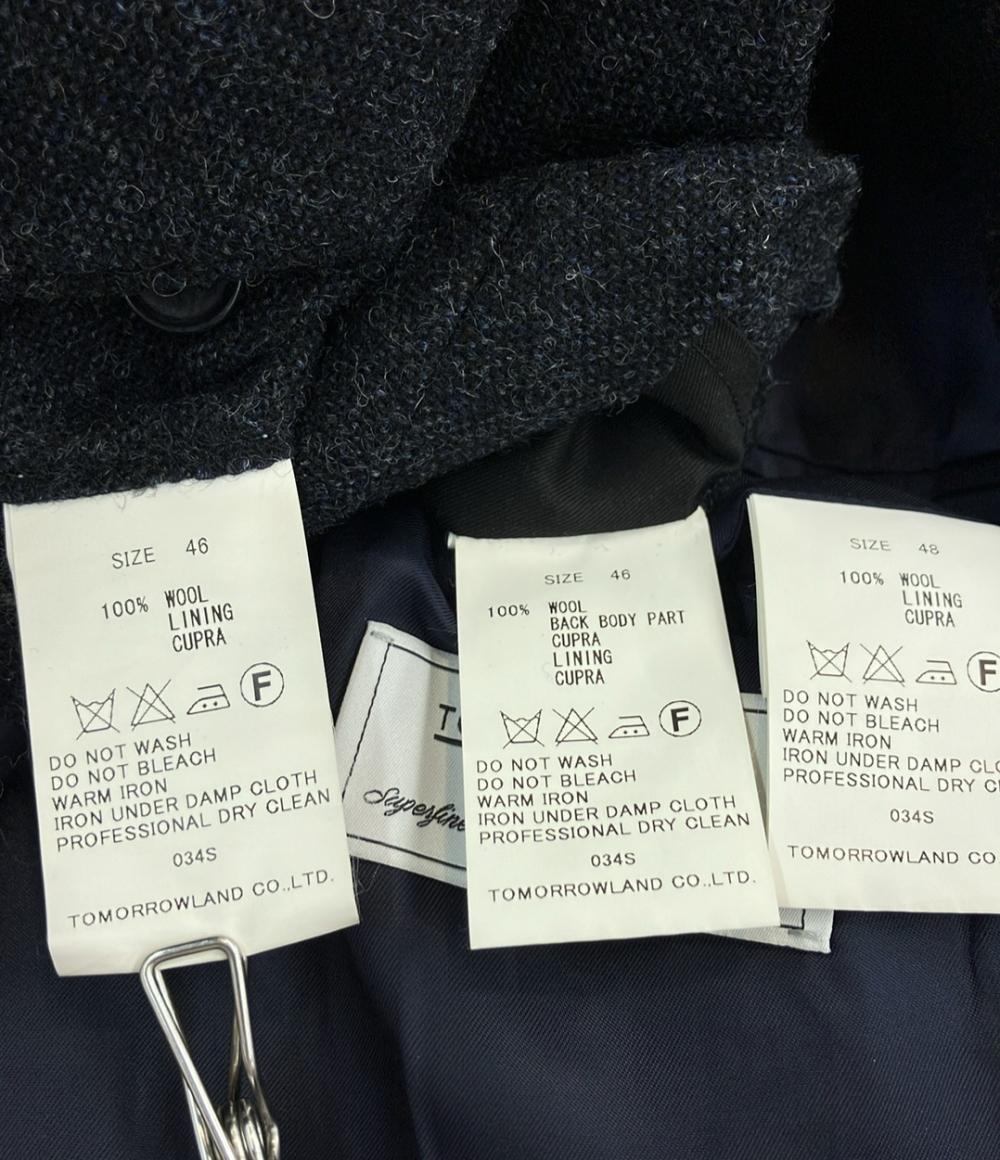 SIZE 46
100% WOOL
LINING
CUPRA
F
DO NOT WASH
DO NOT BLEACH
WARM IRON
IRON UNDER DAMP CLOTH
PROFESSIONAL DRY CLEAN
034S
TOMORROWLAND CO.,LTD.
Superfine
SIZE 46
100% WOOL
BACK BODY PART
CUPRA
LINING
CUPRA
F
DO NOT WASH
DO NOT BLEACH
WARM IRON
IRON UNDER DAMP CLOTH
PROFESSIONAL DRY CLEAN
034S
TOMORROWLAND CO.,LTD.
SIZE 48
100% WOOL
LINING
CUPRA
F
DO NOT WASH
DO NOT BLEACH
WARM IRON
IRON UNDER DAMP
PROFESSIONAL DRY
034S
TOMORROWLAND CO